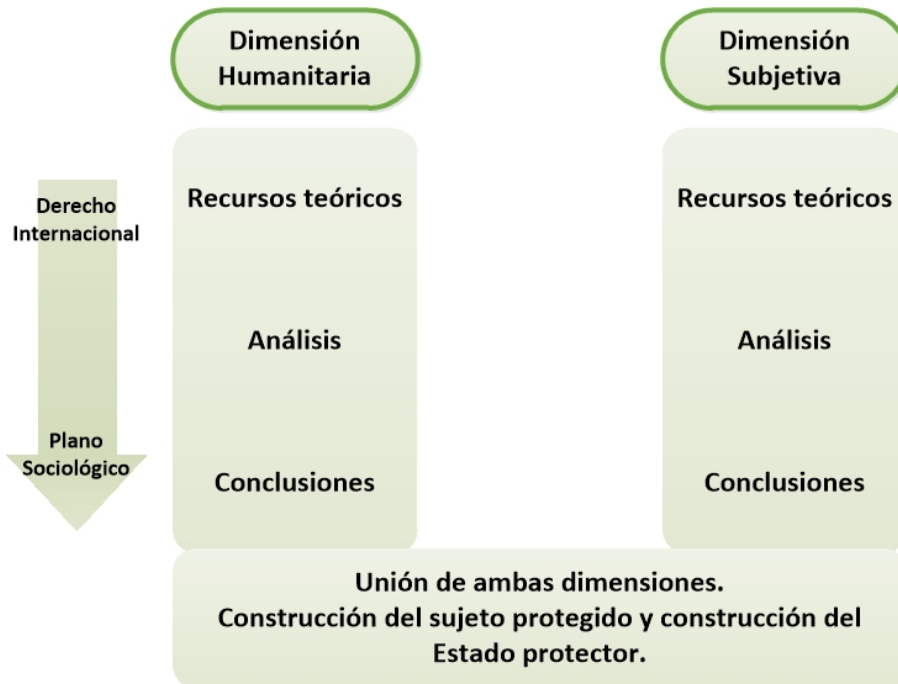 Dimensión
Humanitaria
Dimensión
Subjetiva
Derecho
Internacional
Plano
Sociológico
Recursos teóricos
Análisis
Conclusiones
Recursos teóricos
Análisis
Conclusiones
Unión de ambas dimensiones.
Construcción del sujeto protegido y construcción del
Estado protector.